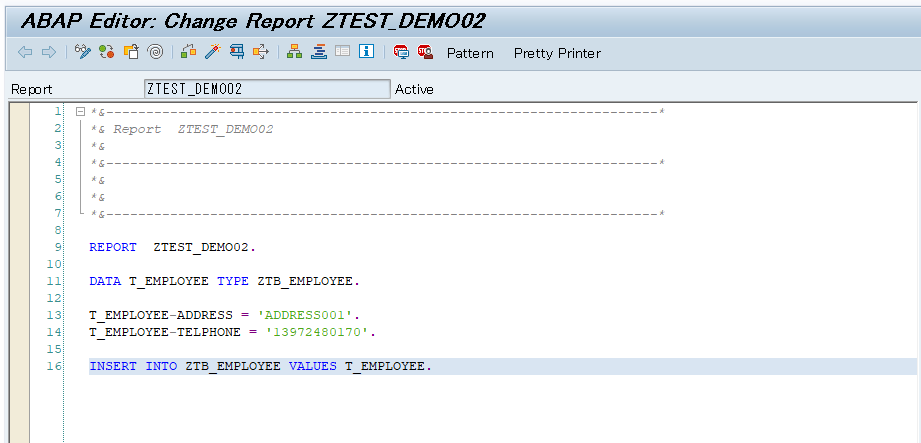 ABAP Editor: Change Report ZTEST_DEMO02
Pattern Pretty Printer
Report ZTEST_DEMO02 Active
1 *&---------------------------------------------------------------------*
2 *& Report  ZTEST_DEMO02
3 *&
4 *&---------------------------------------------------------------------*
5 *&
6 *&
7 *&---------------------------------------------------------------------*
8
9 REPORT  ZTEST_DEMO02.
10
11 DATA T_EMPLOYEE TYPE ZTB_EMPLOYEE.
12
13 T_EMPLOYEE-ADDRESS = 'ADDRESS001'.
14 T_EMPLOYEE-TELPHONE = '13972480170'.
15
16 INSERT INTO ZTB_EMPLOYEE VALUES T_EMPLOYEE.